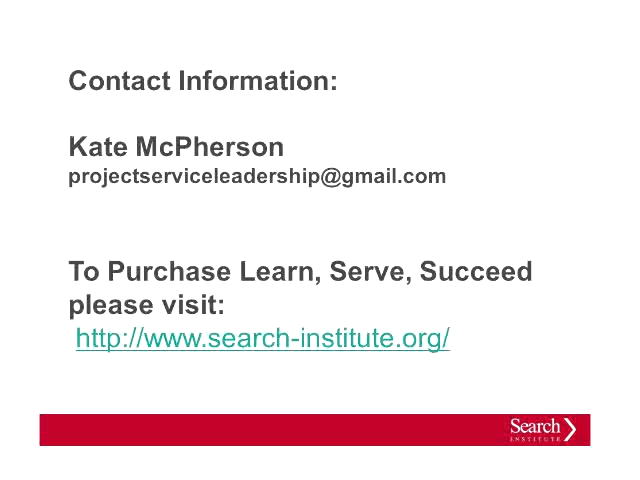 Contact Information:
Kate McPherson
projectserviceleadership@gmail.com
To Purchase Learn, Serve, Succeed
please visit:
http://www.search-institute.org/
Search
INSTITUTE